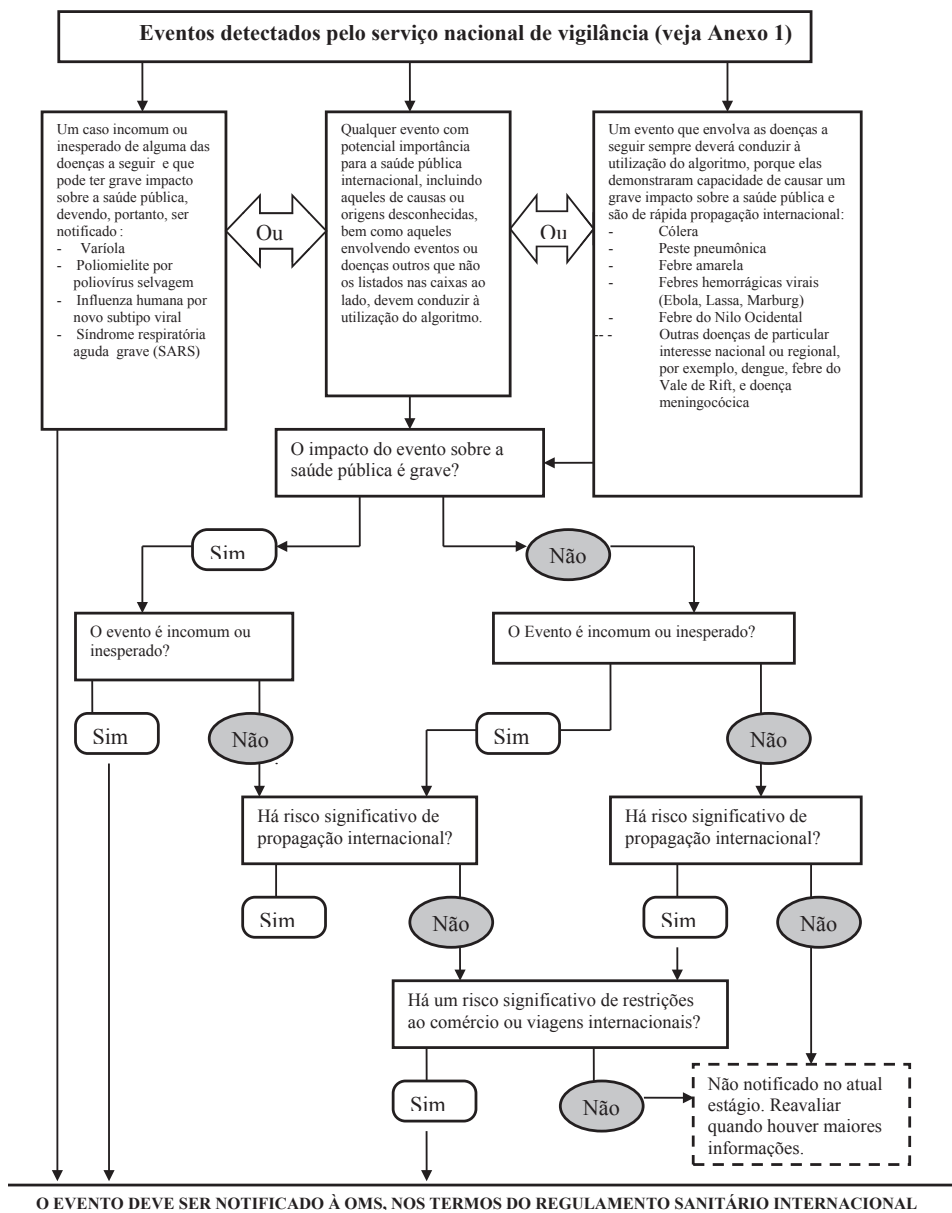 Eventos detectados pelo serviço nacional de vigilância (veja Anexo 1)
Um caso incomum ou
inesperado de alguma das
doenças a seguir e que
pode ter grave impacto
sobre a saúde pública,
devendo, portanto, ser
notificado :
- Varíola
- Poliomielite por
poliovírus selvagem
- Influenza humana por
novo subtipo viral
- Síndrome respiratória
aguda grave (SARS)
Ou
Qualquer evento com
potencial importância
para a saúde pública
internacional, incluindo
aqueles de causas ou
origens desconhecidas,
bem como aqueles
envolvendo eventos ou
doenças outros que não
os listados nas caixas ao
lado, devem conduzir à
utilização do algoritmo.
Ou
Um evento que envolva as doenças a
seguir sempre deverá conduzir à
utilização do algoritmo, porque elas
demonstraram capacidade de causar um
grave impacto sobre a saúde pública e
são de rápida propagação internacional:
- Cólera
- Peste pneumônica
- Febre amarela
- Febres hemorrágicas virais
(Ebola, Lassa, Marburg)
- Febre do Nilo Ocidental
-- - Outras doenças de particular
interesse nacional ou regional,
por exemplo, dengue, febre do
Vale de Rift, e doença
meningocócica
O impacto do evento sobre a
saúde pública é grave?
Sim
Não
O evento é incomum ou
inesperado?
O Evento é incomum ou inesperado?
Sim
Não
Sim
Não
Há risco significativo de
propagação internacional?
Há risco significativo de
propagação internacional?
Sim
Não
Sim
Não
Há um risco significativo de restrições
ao comércio ou viagens internacionais?
Sim
Não
Não notificado no atual
estágio. Reavaliar
quando houver maiores
informações.
O EVENTO DEVE SER NOTIFICADO À OMS, NOS TERMOS DO REGULAMENTO SANITÁRIO INTERNACIONAL